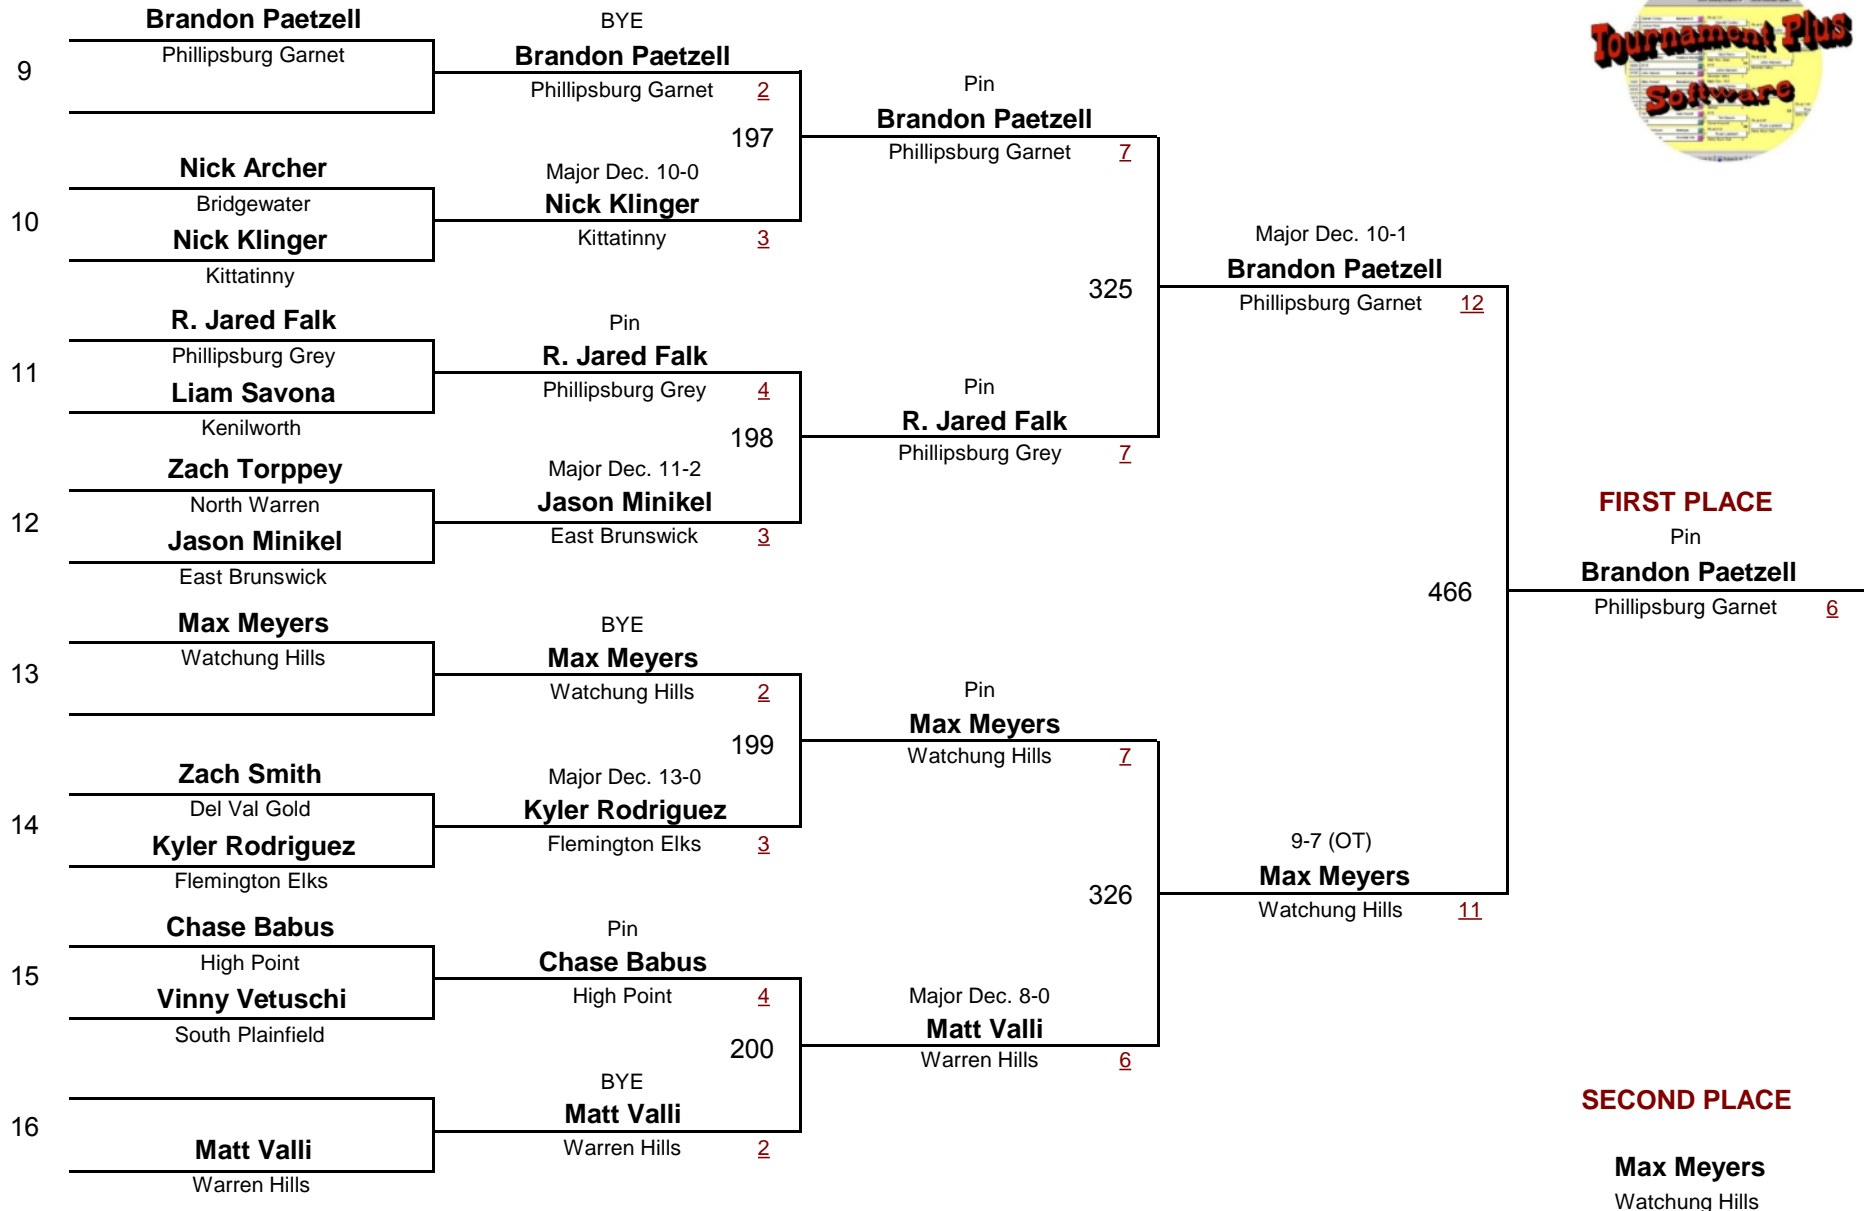 Brandon Paetzell
Phillipsburg Garnet
9
Nick Archer
Bridgewater
10
Nick Klinger
Kittatinny
R. Jared Falk
Phillipsburg Grey
11
Liam Savona
Kenilworth
Zach Torppey
North Warren
12
Jason Minikel
East Brunswick
Max Meyers
Watchung Hills
13
Zach Smith
Del Val Gold
14
Kyler Rodriguez
Flemington Elks
Chase Babus
High Point
15
Vinny Vetuschi
South Plainfield
16
Matt Valli
Warren Hills
BYE
Brandon Paetzell
Phillipsburg Garnet 2
197
Major Dec. 10-0
Nick Klinger
Kittatinny 3
Pin
R. Jared Falk
Phillipsburg Grey 4
198
Major Dec. 11-2
Jason Minikel
East Brunswick 3
BYE
Max Meyers
Watchung Hills 2
199
Major Dec. 13-0
Kyler Rodriguez
Flemington Elks 3
Pin
Chase Babus
High Point 4
200
BYE
Matt Valli
Warren Hills 2
Pin
Brandon Paetzell
Phillipsburg Garnet 7
325
Pin
R. Jared Falk
Phillipsburg Grey 7
Pin
Max Meyers
Watchung Hills 7
326
Major Dec. 8-0
Matt Valli
Warren Hills 6
Major Dec. 10-1
Brandon Paetzell
Phillipsburg Garnet 12
466
9-7 (OT)
Max Meyers
Watchung Hills 11
Tournament Plus
Software
FIRST PLACE
Pin
Brandon Paetzell
Phillipsburg Garnet 6
SECOND PLACE
Max Meyers
Watchung Hills